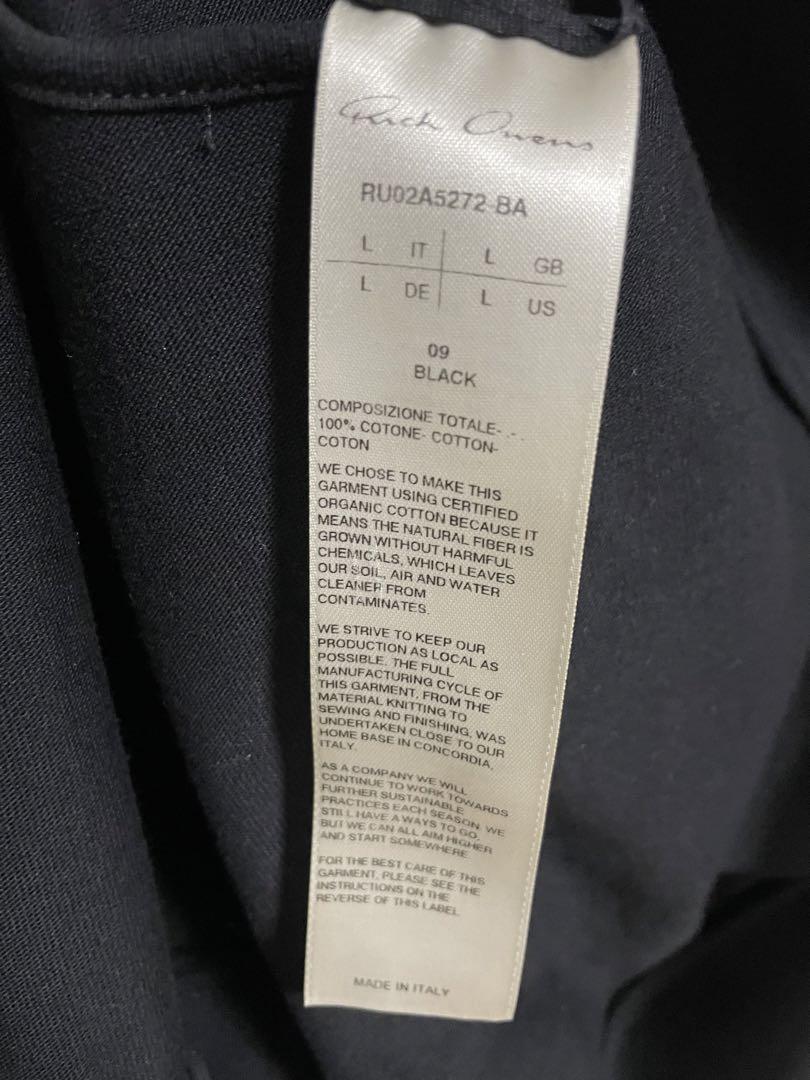 Rick Owens
RU02A5272-BA
L IT L GB
L DE L US
09
BLACK
COMPOSIZIONE TOTALE- - -
100% COTONE- COTTON-
COTON
WE CHOSE TO MAKE THIS
GARMENT USING CERTIFIED
ORGANIC COTTON BECAUSE IT
MEANS THE NATURAL FIBER IS
GROWN WITHOUT HARMFUL
CHEMICALS, WHICH LEAVES
OUR SOIL, AIR AND WATER
CLEANER FROM
CONTAMINATES.
WE STRIVE TO KEEP OUR
PRODUCTION AS LOCAL AS
POSSIBLE. THE FULL
MANUFACTURING CYCLE OF
THIS GARMENT, FROM THE
MATERIAL KNITTING TO
SEWING AND FINISHING, WAS
UNDERTAKEN CLOSE TO OUR
HOME BASE IN CONCORDIA,
ITALY.
AS A COMPANY WE WILL
CONTINUE TO WORK TOWARDS
FURTHER SUSTAINABLE
PRACTICES EACH SEASON. WE
STILL HAVE A WAYS TO GO,
BUT WE CAN ALL AIM HIGHER
AND START SOMEWHERE
FOR THE BEST CARE OF THIS
GARMENT, PLEASE SEE THE
INSTRUCTIONS ON THE
REVERSE OF THIS LABEL
MADE IN ITALY